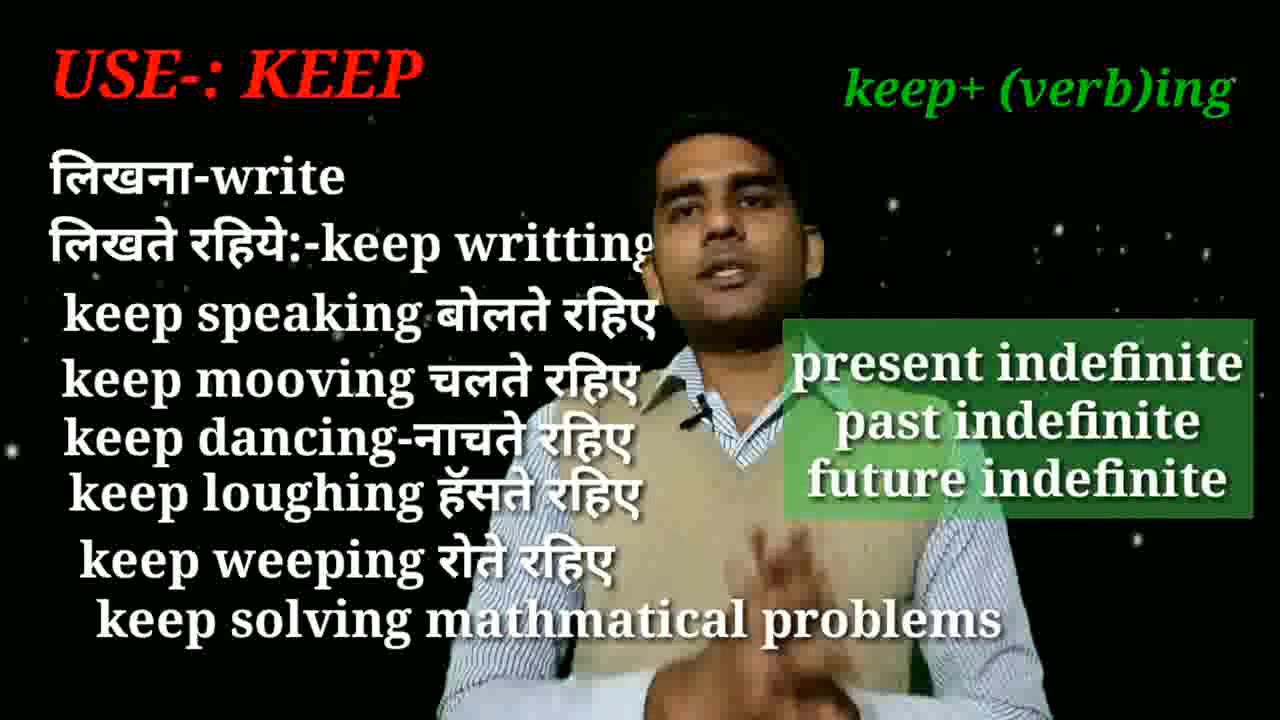 USE-: KEEP
keep+ (verb)ing
लिखना-write
लिखते रहिये:-keep writting
keep speaking बोलते रहिए
keep mooving चलते रहिए
keep dancing-नाचते रहिए
keep loughing हॅसते रहिए
keep weeping रोते रहिए
keep solving mathmatical problems
present indefinite
past indefinite
future indefinite